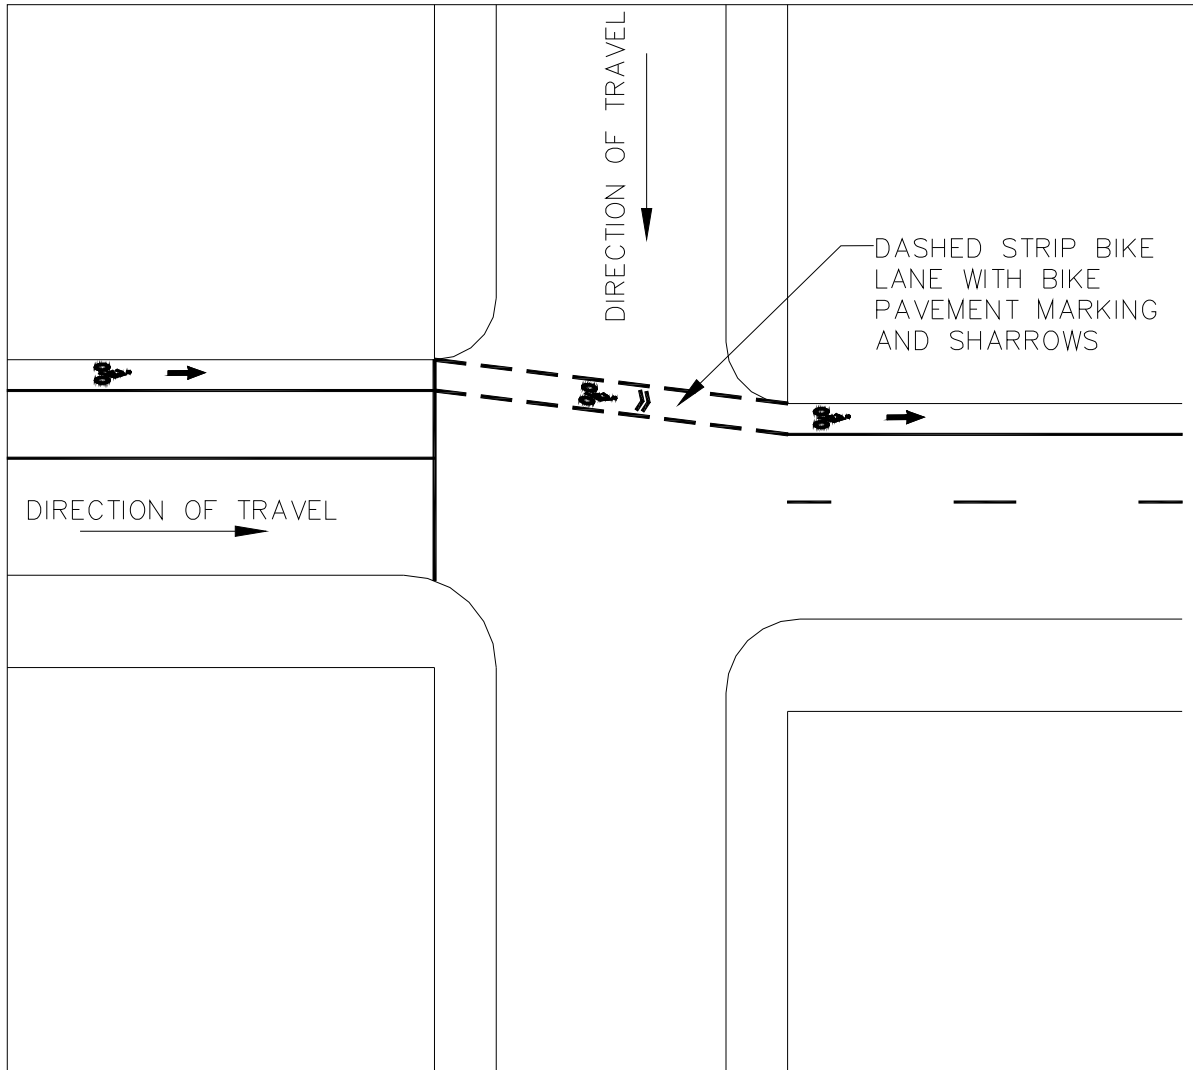 DIRECTION OF TRAVEL
DASHED STRIP BIKE
LANE WITH BIKE
PAVEMENT MARKING
AND SHARROWS
DIRECTION OF TRAVEL